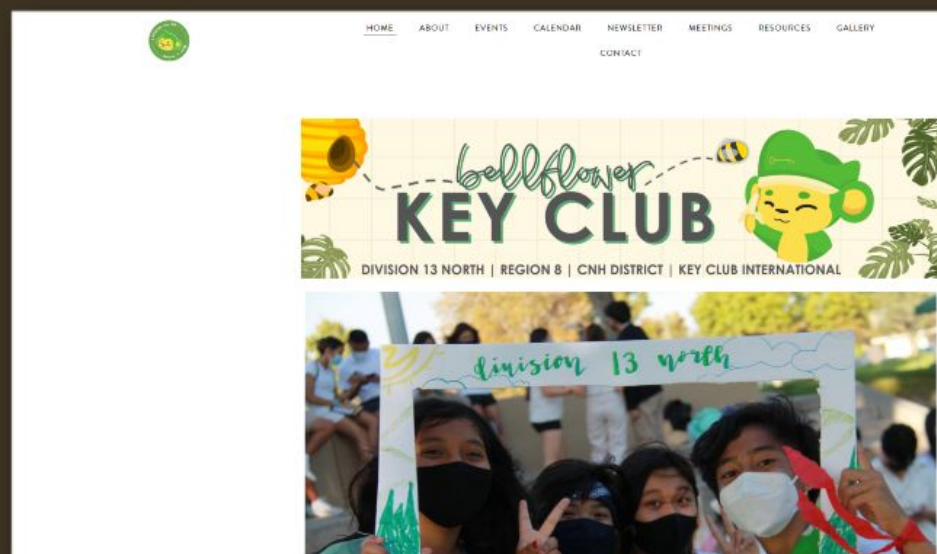 HOME ABOUT EVENTS CALENDAR NEWSLETTER MEETINGS RESOURCES GALLERY
CONTACT
bellflower
KEY CLUB
DIVISION 13 NORTH | REGION 8 | CNH DISTRICT | KEY CLUB INTERNATIONAL
division 13 north